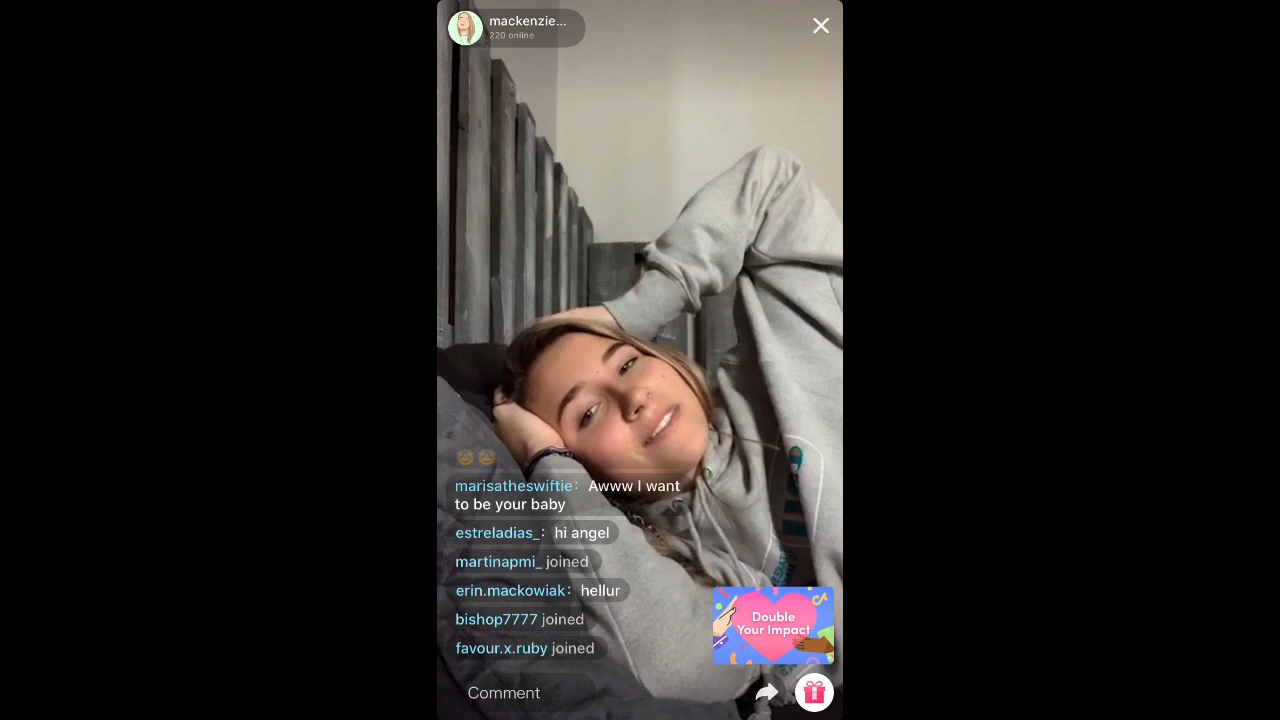 mackenzie...
220 online
marisatheswiftie: Awww I want
to be your baby
estreladias_: hi angel
martinapmi_ joined
erin.mackowiak: hellur
bishop7777 joined
favour.x.ruby joined
Double
Your Impact
Comment